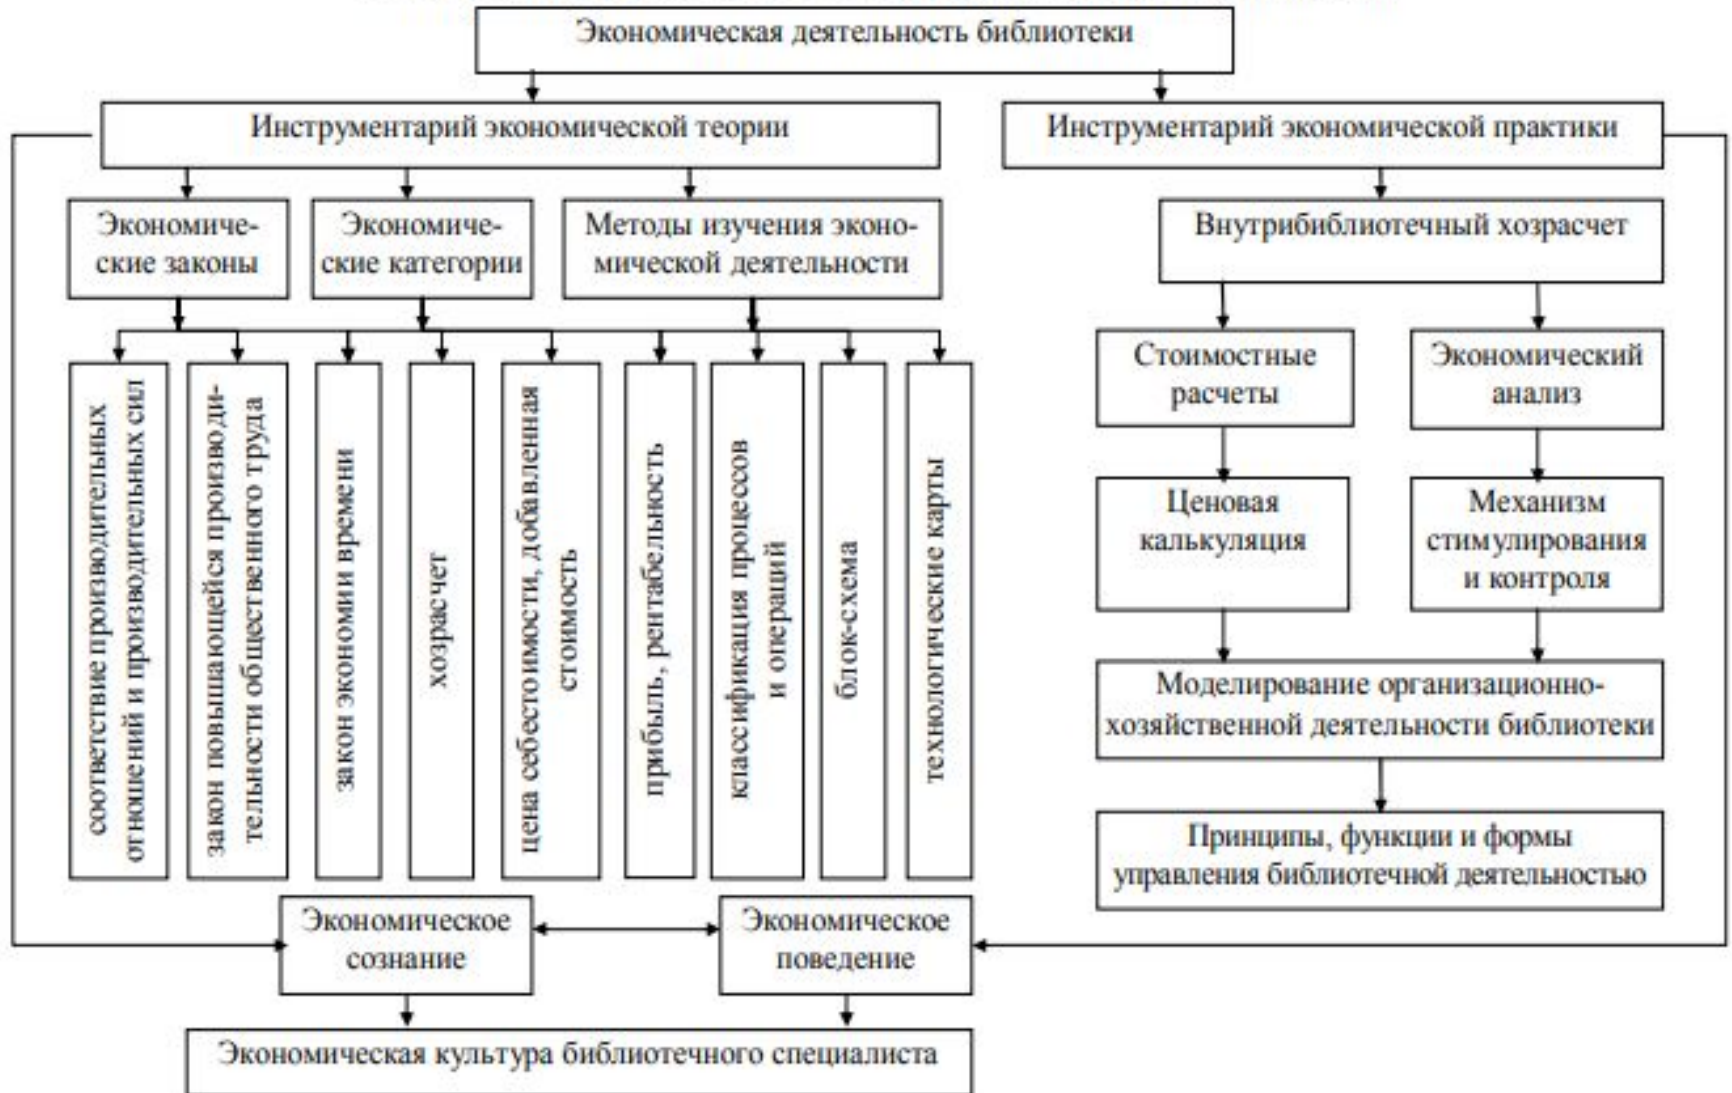 Экономическая деятельность библиотеки
Инструментарий экономической теории
Инструментарий экономической практики
Экономиче-
ские законы
Экономиче-
ские категории
Методы изучения эконо-
мической деятельности
Внутрибиблиотечный хозрасчет
Стоимостные
расчеты
Экономический
анализ
соответствие производительных
отношений и производительных сил
закон повышающейся производи-
тельности общественного труда
закон экономии времени
хозрасчет
цена себестоимости, добавленная
стоимость
прибыль, рентабельность
классификация процессов
и операций
блок-схема
технологические карты
Ценовая
калькуляция
Механизм
стимулирования
и контроля
Моделирование организационно-
хозяйственной деятельности библиотеки
Принципы, функции и формы
управления библиотечной деятельностью
Экономическое
сознание
Экономическое
поведение
Экономическая культура библиотечного специалиста